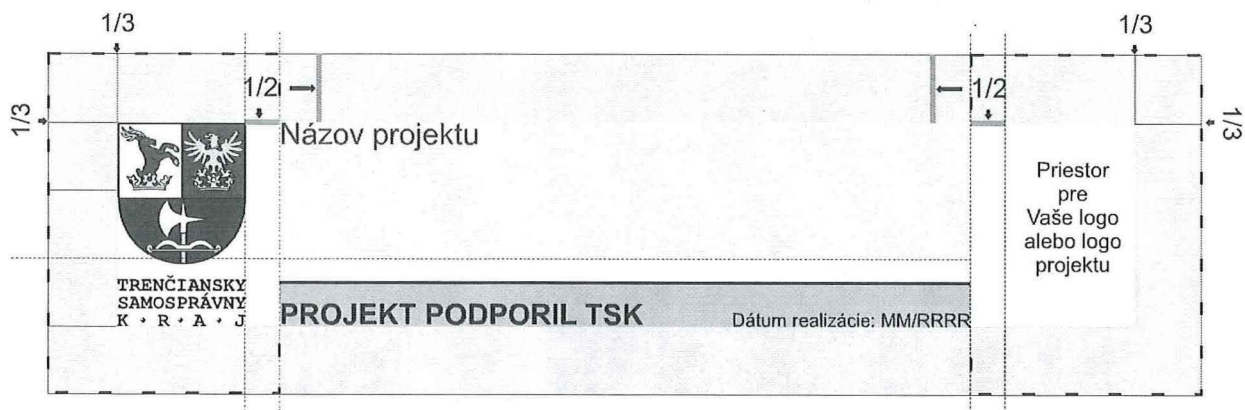 1/3
1/3
1/2
1/2
1/3
1/3
Názov projektu
Priestor
pre
Vaše logo
alebo logo
projektu
TRENČIANSKY
SAMOSPRÁVNY
K · R · A · J
PROJEKT PODPORIL TSK
Dátum realizácie: MM/RRRR